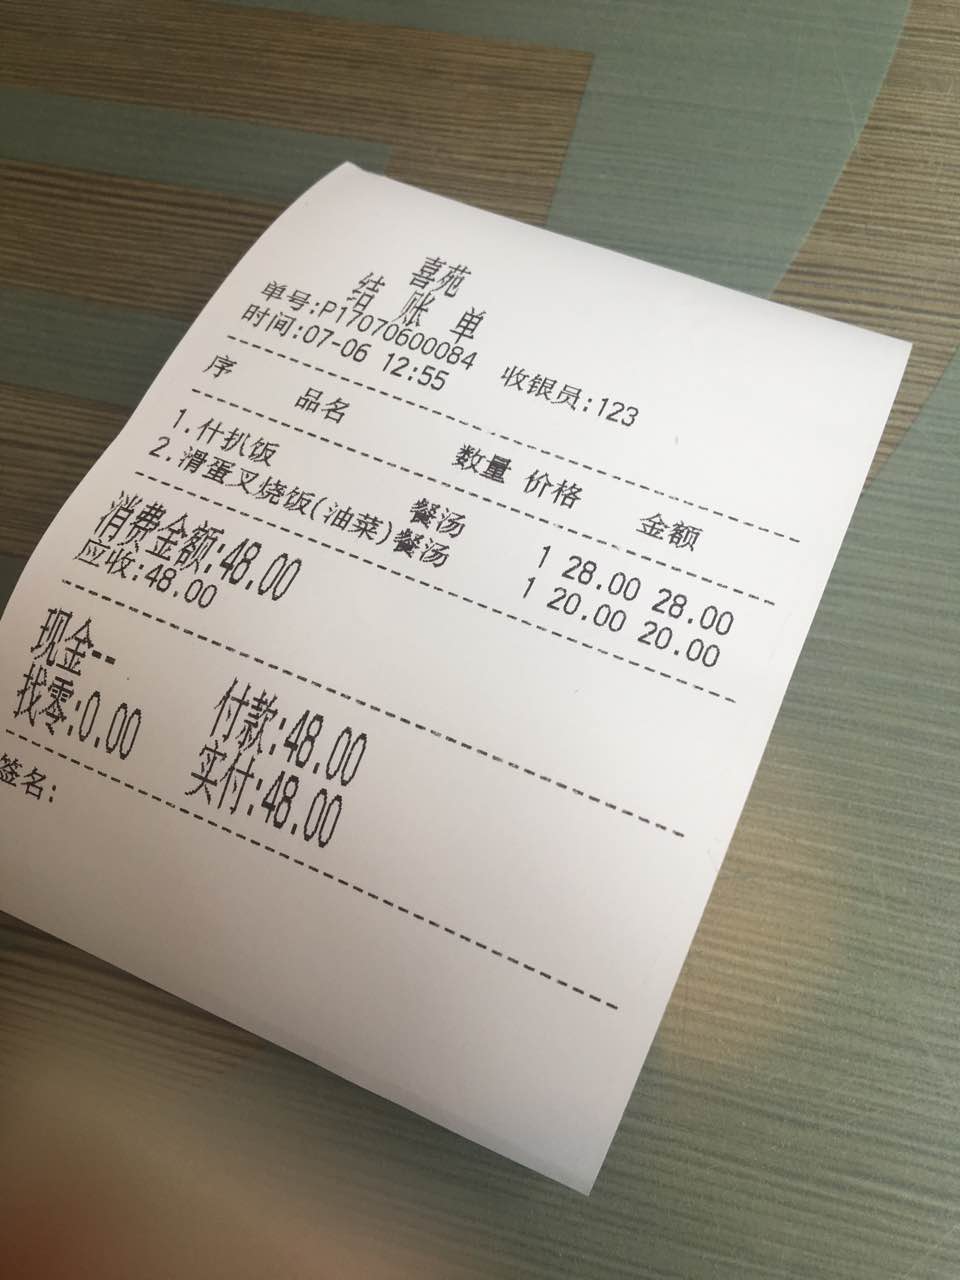 喜苑
结 账 单
单号:P17070600084 收银员:123
时间:07-06 12:55
序 品名 数量 价格 金额
1.什扒饭 餐汤 1 28.00 28.00
2.滑蛋叉烧饭(油菜)餐汤 1 20.00 20.00
消费金额:48.00
应收:48.00
现金-- 付款:48.00
找零:0.00 实付:48.00
签名: